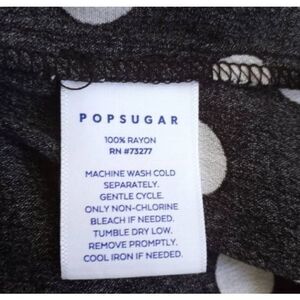 POPSUGAR
100% RAYON
RN #73277
MACHINE WASH COLD
SEPARATELY.
GENTLE CYCLE.
ONLY NON-CHLORINE.
BLEACH IF NEEDED.
TUMBLE DRY LOW.
REMOVE PROMPTLY.
COOL IRON IF NEEDED.